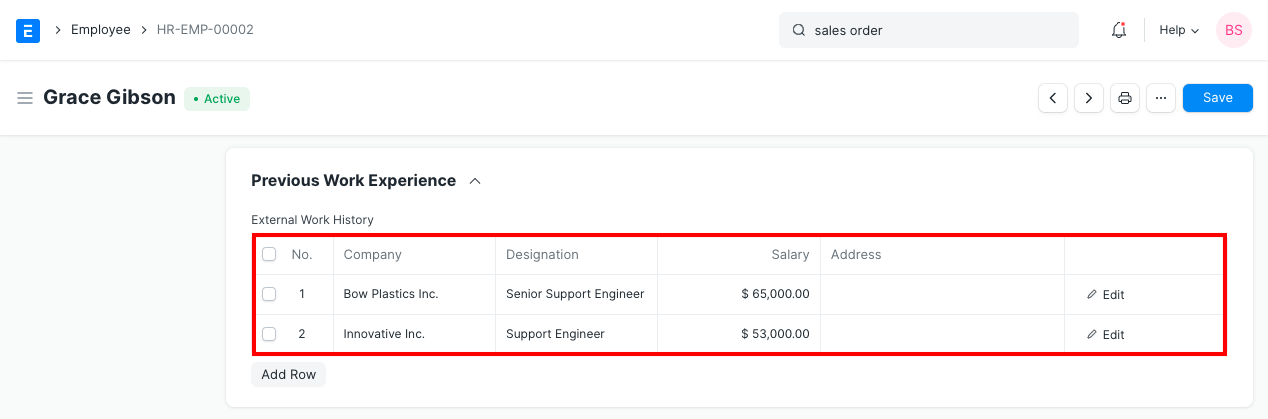 Employee HR-EMP-00002 sales order Help BS
Grace Gibson Active ... Save
Previous Work Experience
External Work History
No. Company Designation Salary Address
1 Bow Plastics Inc. Senior Support Engineer $ 65,000.00 Edit
2 Innovative Inc. Support Engineer $ 53,000.00 Edit
Add Row